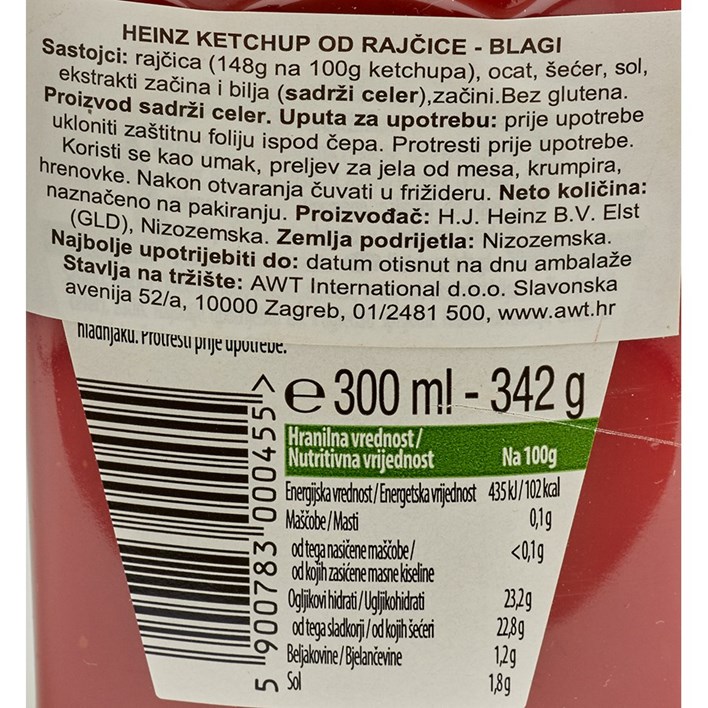 HEINZ KETCHUP OD RAJČICE - BLAGI
Sastojci: rajčica (148g na 100g ketchupa), ocat, šećer, sol,
ekstrakti začina i bilja (sadrži celer),začini.Bez glutena.
Proizvod sadrži celer. Uputa za upotrebu: prije upotrebe
ukloniti zaštitnu foliju ispod čepa. Protresti prije upotrebe.
Koristi se kao umak, preljev za jela od mesa, krumpira,
hrenovke. Nakon otvaranja čuvati u frižideru. Neto količina:
naznačeno na pakiranju. Proizvođač: H.J. Heinz B.V. Elst
(GLD), Nizozemska. Zemlja podrijetla: Nizozemska.
Najbolje upotrijebiti do: datum otisnut na dnu ambalaže
Stavlja na tržište: AWT International d.o.o. Slavonska
avenija 52/a, 10000 Zagreb, 01/2481 500, www.awt.hr
hladnjaku. Protresti prije upotrebe.
e 300 ml - 342 g
Hranilna vrednost /
Nutritivna vrijednost Na 100g
Energijska vrednost / Energetska vrijednost 435 kJ / 102 kcal
Maščobe / Masti 0,1 g
od tega nasičene maščobe /
od kojih zasićene masne kiseline <0,1 g
Ogljikovi hidrati / Ugljikohidrati 23,2 g
od tega sladkorji / od kojih šećeri 22,8 g
Beljakovine / Bjelančevine 1,2 g
Sol 1,8 g
5 900783 000455 >